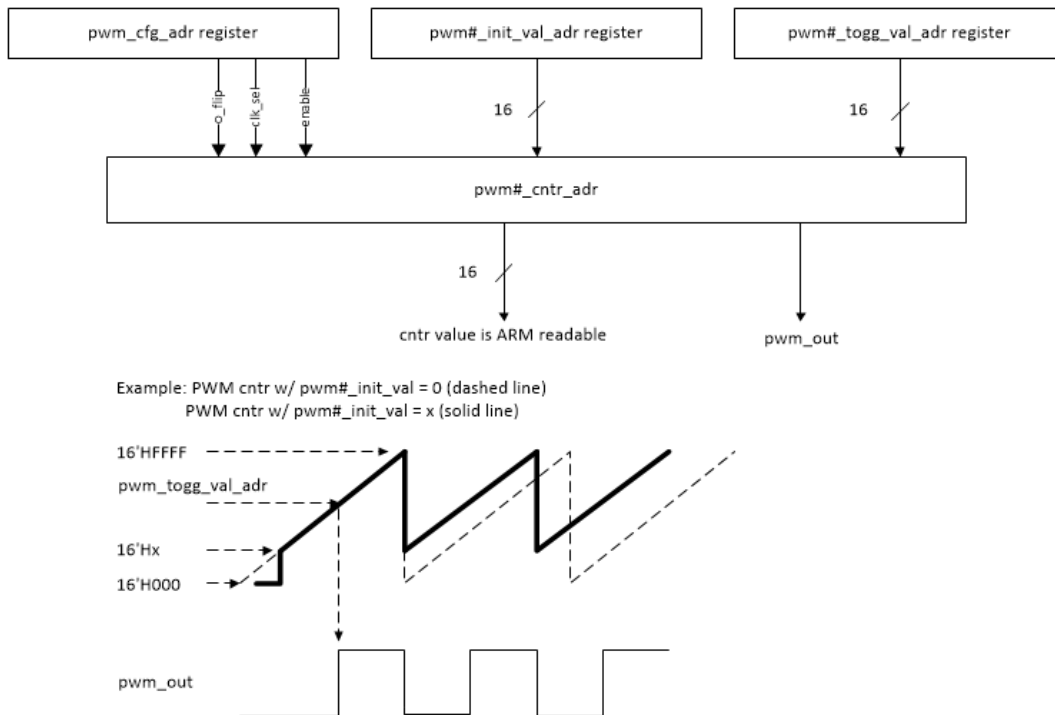 pwm_cfg_adr register
pwm#_init_val_adr register
pwm#_togg_val_adr register
o_flip
clk_sel
enable
16
16
pwm#_cntr_adr
16
cntr value is ARM readable
pwm_out
Example: PWM cntr w/ pwm#_init_val = 0 (dashed line)
PWM cntr w/ pwm#_init_val = x (solid line)
16'HFFFF
pwm_togg_val_adr
16'Hx
16'H000
pwm_out